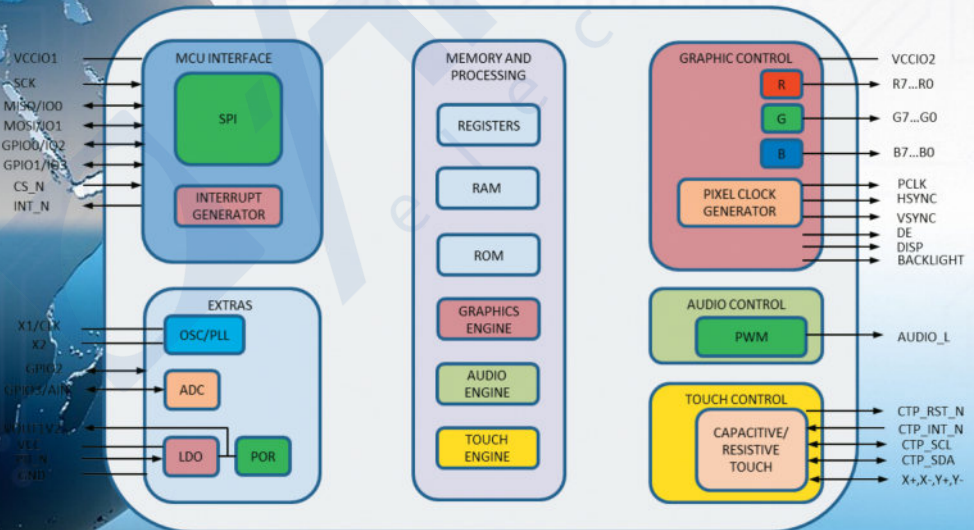 VCCIO1
SCK
MISO/IO0
MOSI/IO1
GPIO0/IO2
GPIO1/IO3
CS_N
INT_N
MCU INTERFACE
SPI
INTERRUPT
GENERATOR
EXTRAS
X1/CLK
X2
GPIO2
GPIO3/AIN
GND
OSC/PLL
ADC
LDO
POR
MEMORY AND
PROCESSING
REGISTERS
RAM
ROM
GRAPHICS
ENGINE
AUDIO
ENGINE
TOUCH
ENGINE
GRAPHIC CONTROL
R
G
B
PIXEL CLOCK
GENERATOR
VCCIO2
R7...R0
G7...G0
B7...B0
PCLK
HSYNC
VSYNC
DE
DISP
BACKLIGHT
AUDIO CONTROL
PWM
AUDIO_L
TOUCH CONTROL
CAPACITIVE/
RESISTIVE
TOUCH
CTP_RST_N
CTP_INT_N
CTP_SCL
CTP_SDA
X+,X-,Y+,Y-